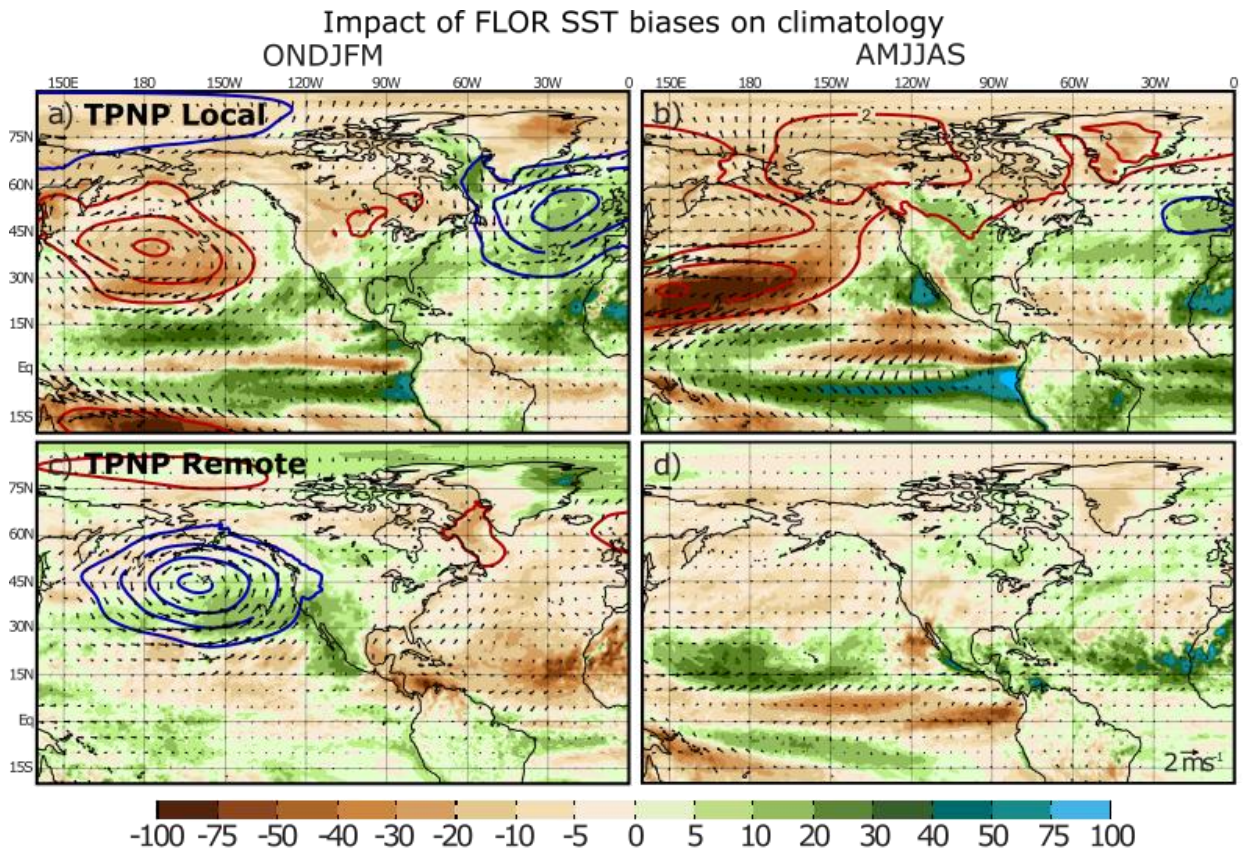 Impact of FLOR SST biases on climatology
ONDJFM
AMJJAS
150E 180 150W 120W 90W 60W 30W 0
150E 180 150W 120W 90W 60W 30W 0
a) TPNP Local
b)
75N
60N
45N
30N
15N
Eq
15S
2
c) TPNP Remote
d)
75N
60N
45N
30N
15N
Eq
15S
2 ms⁻¹
-100 -75 -50 -40 -30 -20 -10 -5 0 5 10 20 30 40 50 75 100